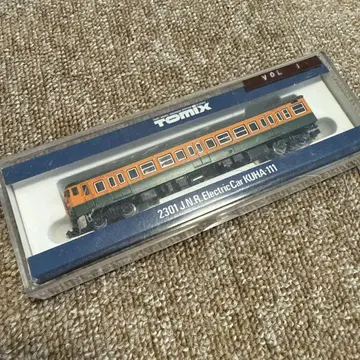 TOMIX
VOL 1
2301 J.N.R. Electric Car KUHA·111